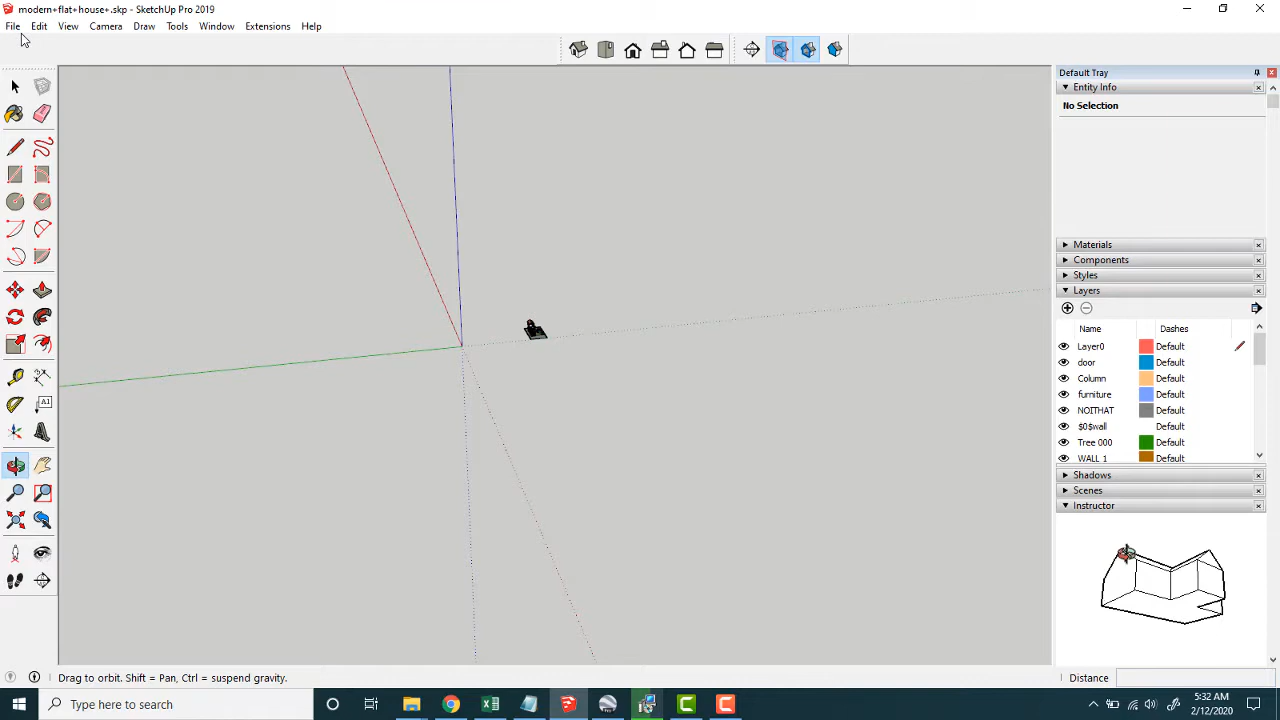 modern+flat+house+.skp - SketchUp Pro 2019
File Edit View Camera Draw Tools Window Extensions Help
Default Tray
Entity Info
No Selection
Materials
Components
Styles
Layers
Name Dashes
Layer0 Default
door Default
Column Default
furniture Default
NOITHAT Default
$0$wall Default
Tree 000 Default
WALL 1 Default
Shadows
Scenes
Instructor
A1
Drag to orbit. Shift = Pan, Ctrl = suspend gravity.
Distance
Type here to search
5:32 AM
2/12/2020